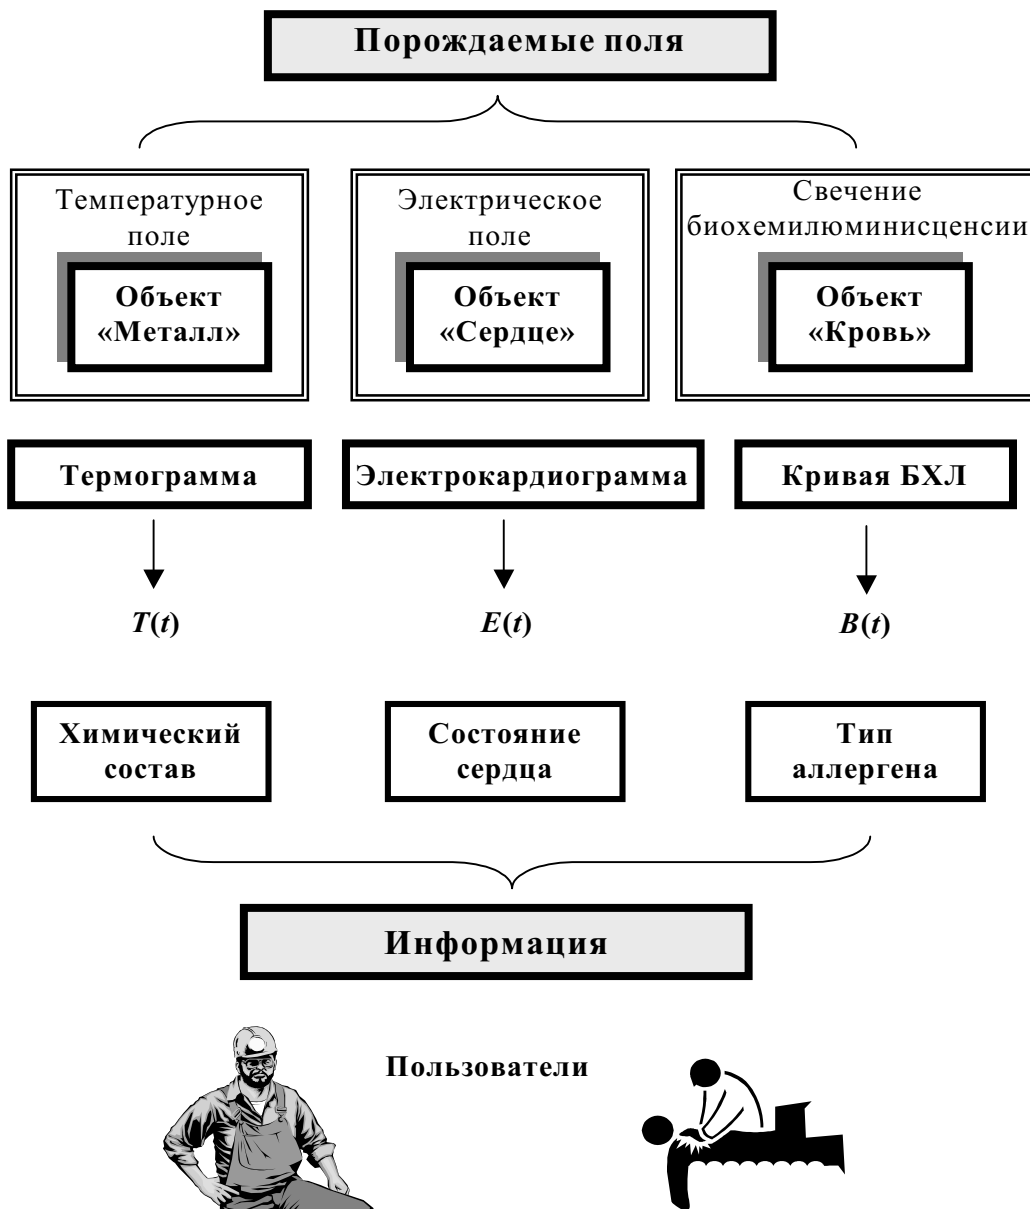 Порождаемые поля
Температурное
поле
Объект
«Металл»
Электрическое
поле
Объект
«Сердце»
Свечение
биохемилюминисценсии
Объект
«Кровь»
Термограмма
Электрокардиограмма
Кривая БХЛ
T(t)
E(t)
B(t)
Химический
состав
Состояние
сердца
Тип
аллергена
Информация
Пользователи